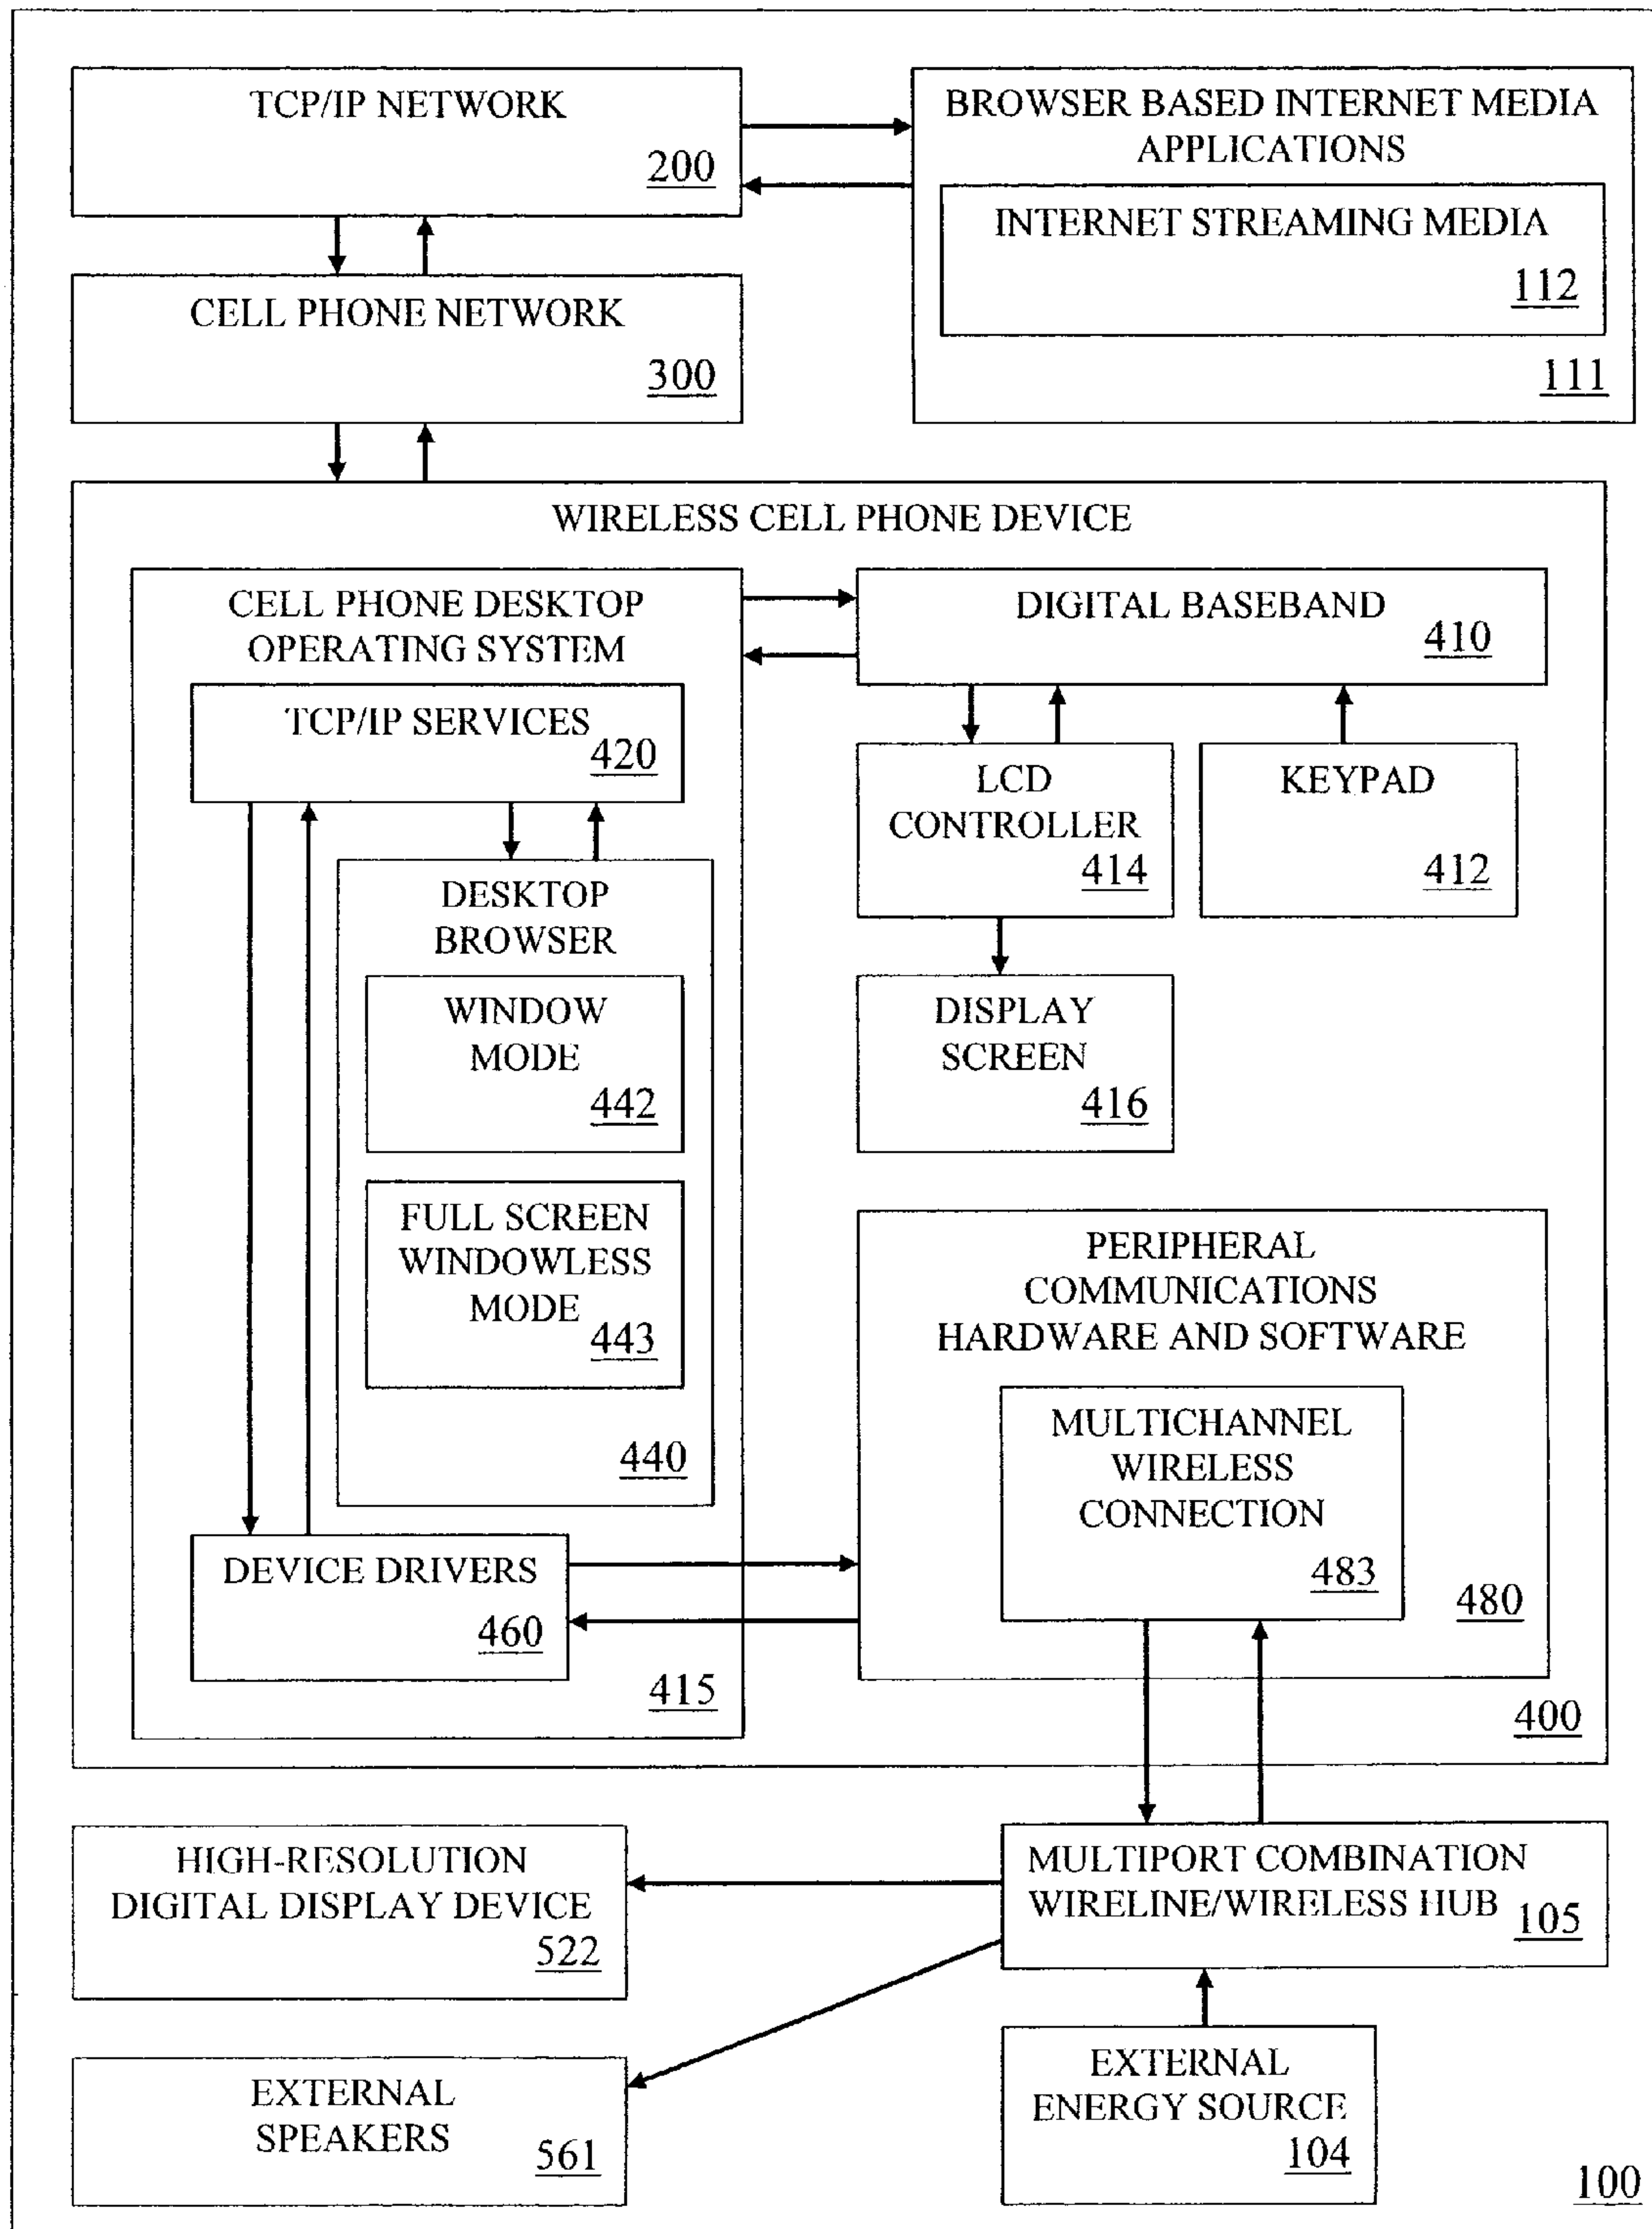 TCP/IP NETWORK
200
BROWSER BASED INTERNET MEDIA
APPLICATIONS
INTERNET STREAMING MEDIA
112
111
CELL PHONE NETWORK
300
WIRELESS CELL PHONE DEVICE
CELL PHONE DESKTOP
OPERATING SYSTEM
TCP/IP SERVICES
420
DESKTOP
BROWSER
WINDOW
MODE
442
FULL SCREEN
WINDOWLESS
MODE
443
440
DEVICE DRIVERS
460
415
DIGITAL BASEBAND
410
LCD
CONTROLLER
414
KEYPAD
412
DISPLAY
SCREEN
416
PERIPHERAL
COMMUNICATIONS
HARDWARE AND SOFTWARE
MULTICHANNEL
WIRELESS
CONNECTION
483
480
400
HIGH-RESOLUTION
DIGITAL DISPLAY DEVICE
522
MULTIPORT COMBINATION
WIRELINE/WIRELESS HUB
105
EXTERNAL
SPEAKERS
561
EXTERNAL
ENERGY SOURCE
104
100